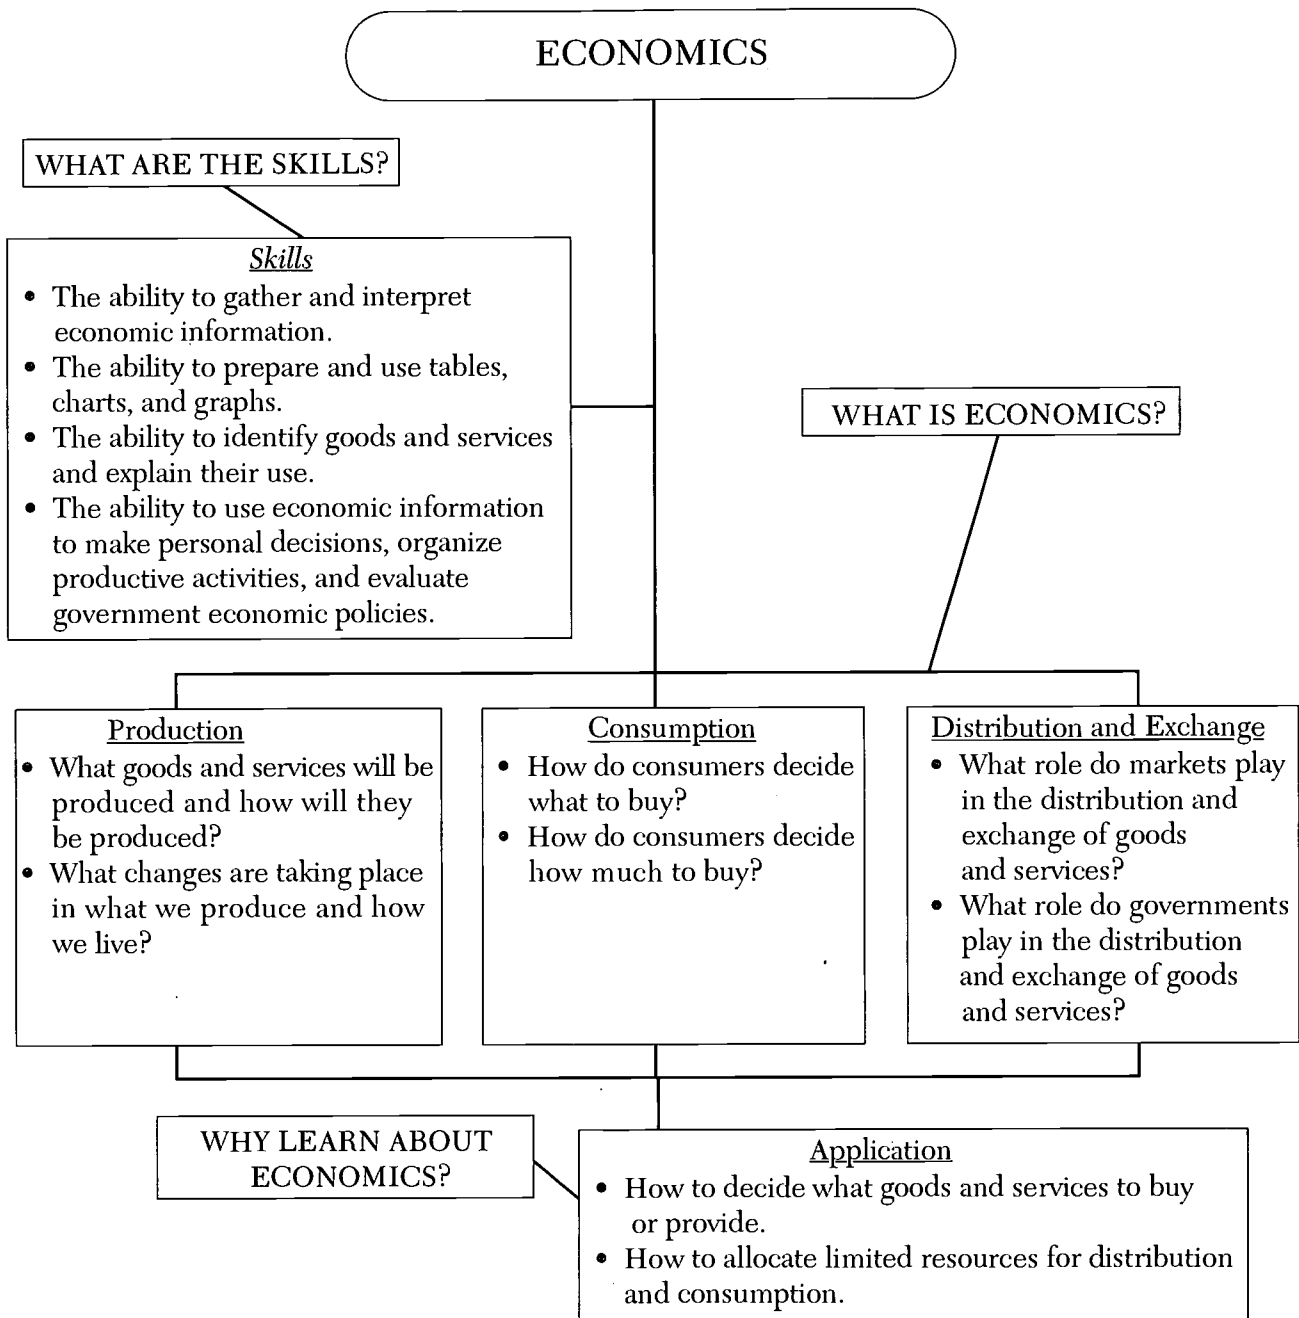 ECONOMICS
WHAT ARE THE SKILLS?
Skills
• The ability to gather and interpret
economic information.
• The ability to prepare and use tables,
charts, and graphs.
• The ability to identify goods and services
and explain their use.
• The ability to use economic information
to make personal decisions, organize
productive activities, and evaluate
government economic policies.
WHAT IS ECONOMICS?
Production
• What goods and services will be
produced and how will they
be produced?
• What changes are taking place
in what we produce and how
we live?
Consumption
• How do consumers decide
what to buy?
• How do consumers decide
how much to buy?
Distribution and Exchange
• What role do markets play
in the distribution and
exchange of goods
and services?
• What role do governments
play in the distribution
and exchange of goods
and services?
WHY LEARN ABOUT
ECONOMICS?
Application
• How to decide what goods and services to buy
or provide.
• How to allocate limited resources for distribution
and consumption.